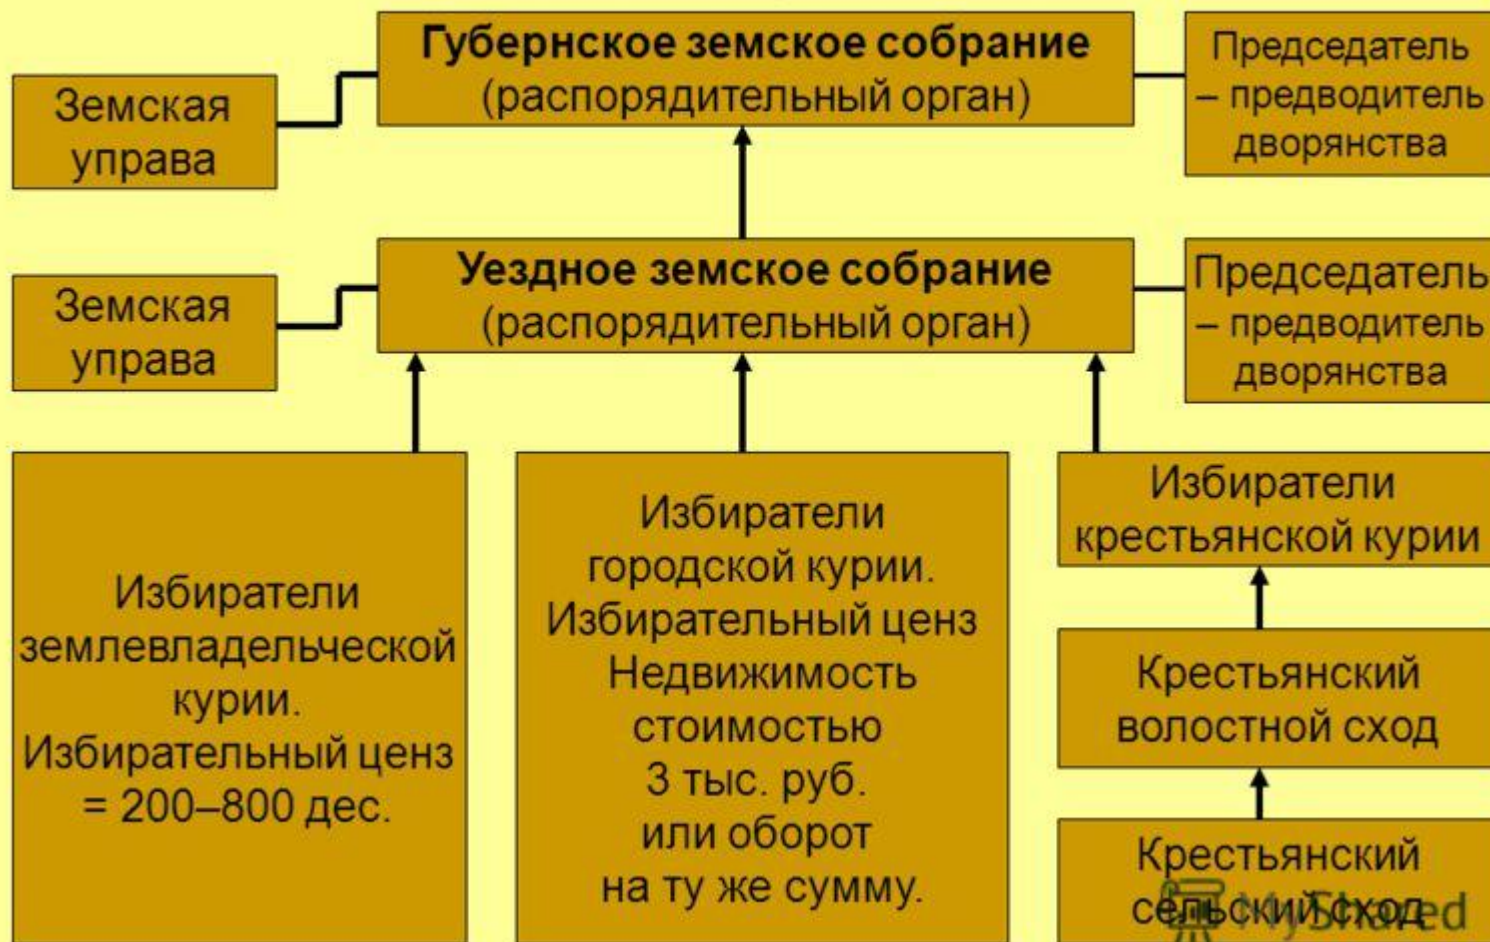 Губернское земское собрание
(распорядительный орган)
Председатель
– предводитель
дворянства
Земская
управа
Уездное земское собрание
(распорядительный орган)
Председатель
– предводитель
дворянства
Земская
управа
Избиратели
землевладельческой
курии.
Избирательный ценз
= 200–800 дес.
Избиратели
городской курии.
Избирательный ценз
Недвижимость
стоимостью
3 тыс. руб.
или оборот
на ту же сумму.
Избиратели
крестьянской курии
Крестьянский
волостной сход
Крестьянский
сельский сход
MyShared